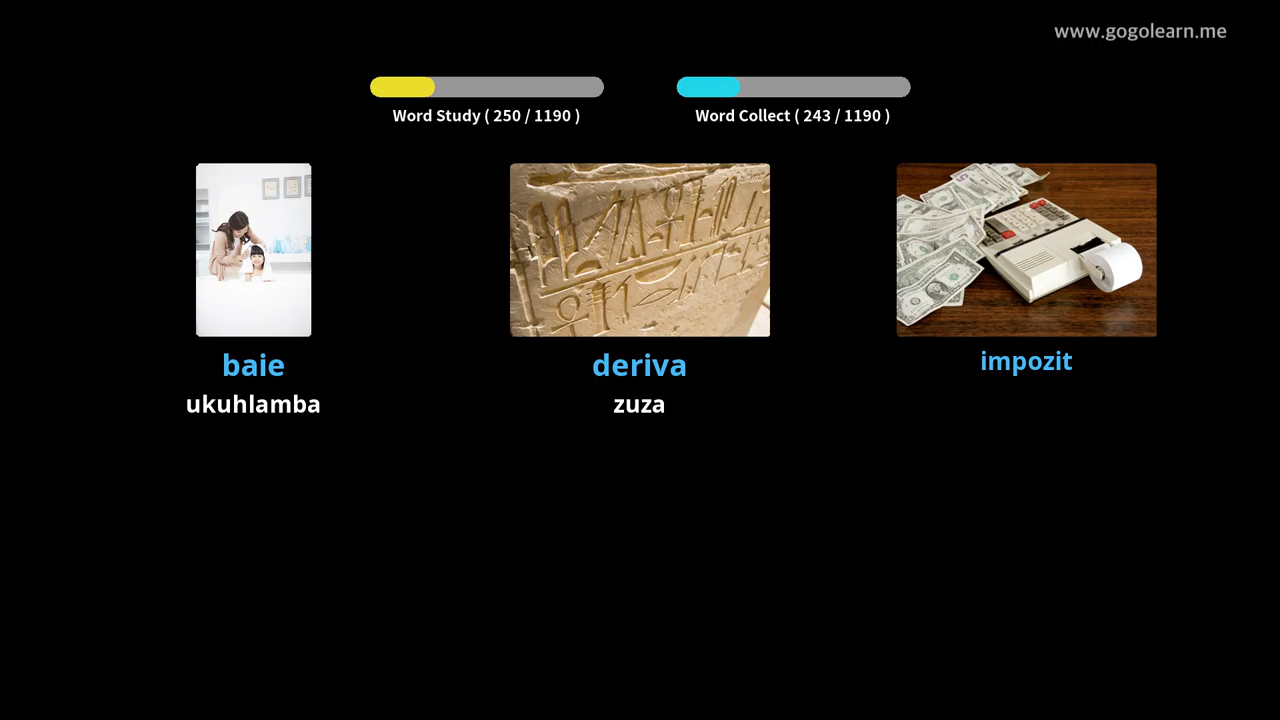 www.gogolearn.me
Word Study ( 250 / 1190 )
Word Collect ( 243 / 1190 )
baie
deriva
impozit
ukuhlamba
zuza